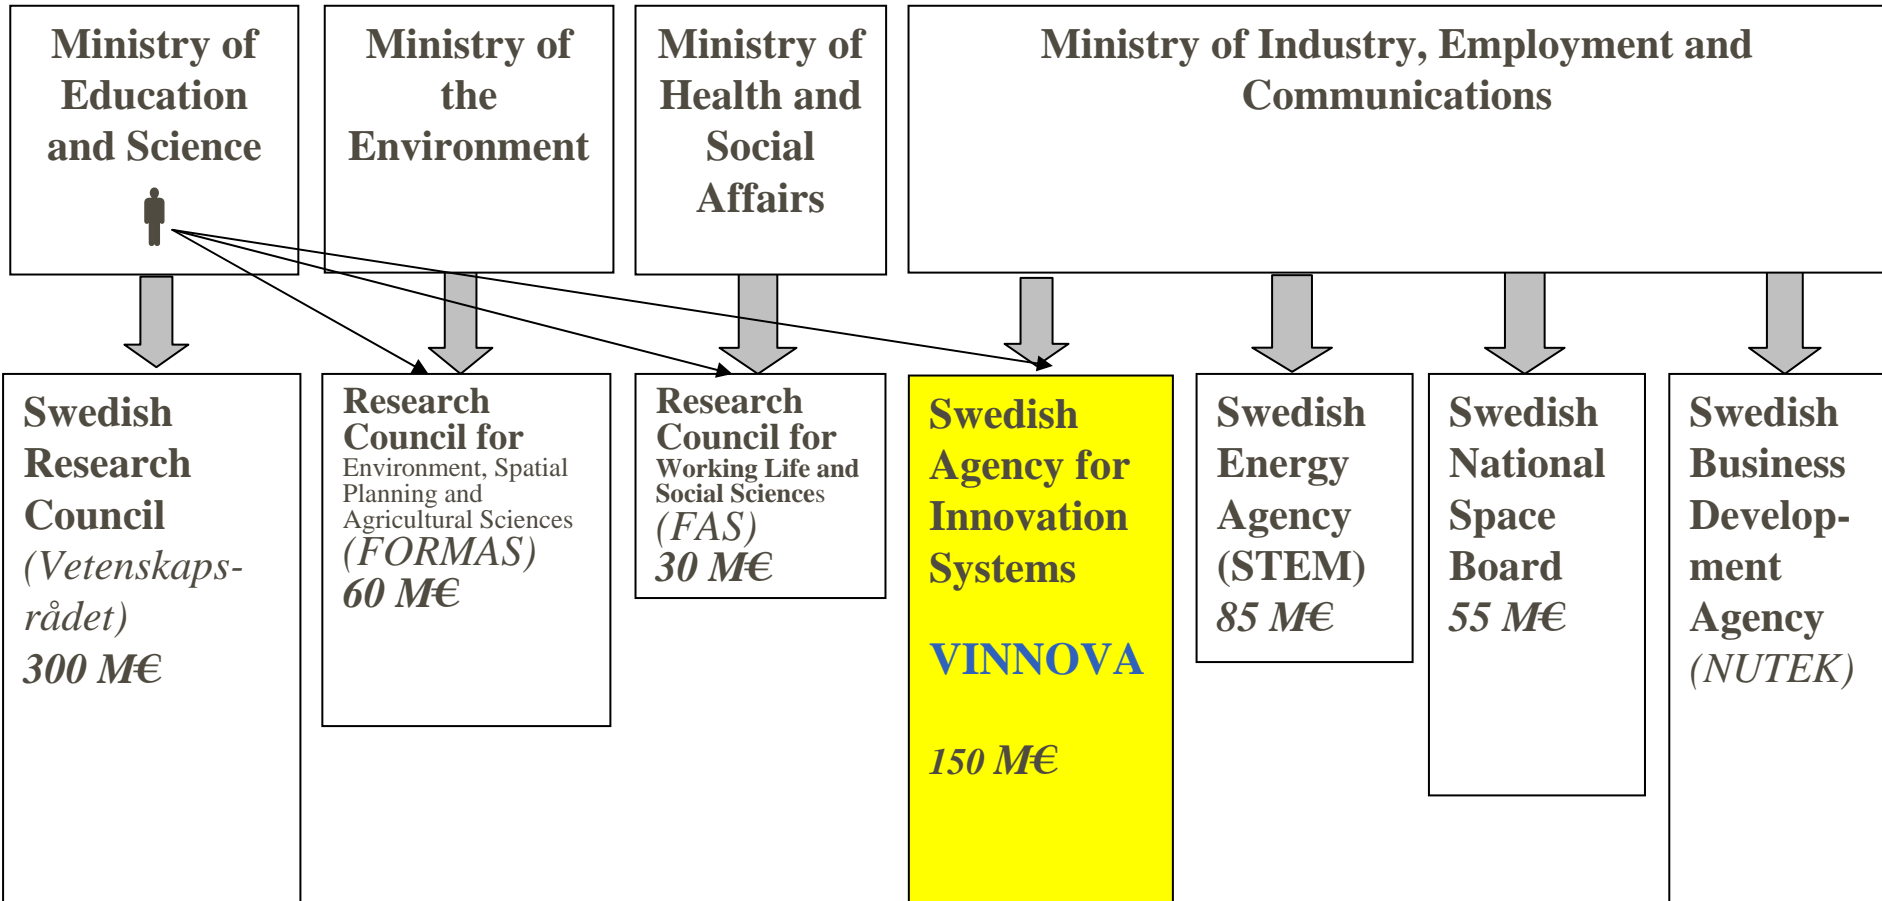 Ministry of
Education
and Science
Ministry of
the
Environment
Ministry of
Health and
Social
Affairs
Ministry of Industry, Employment and
Communications
Swedish
Research
Council
(Vetenskaps-
rådet)
300 M€
Research
Council for
Environment, Spatial
Planning and
Agricultural Sciences
(FORMAS)
60 M€
Research
Council for
Working Life and
Social Sciences
(FAS)
30 M€
Swedish
Agency for
Innovation
Systems
VINNOVA
150 M€
Swedish
Energy
Agency
(STEM)
85 M€
Swedish
National
Space
Board
55 M€
Swedish
Business
Develop-
ment
Agency
(NUTEK)